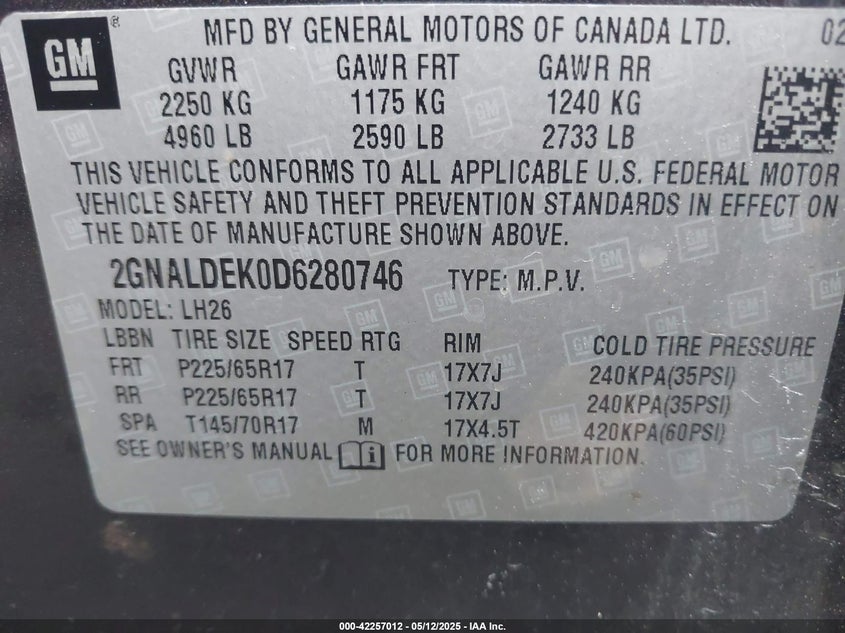 GM ® MFD BY GENERAL MOTORS OF CANADA LTD. 02
GVWR GAWR FRT GAWR RR
2250 KG 1175 KG 1240 KG
4960 LB 2590 LB 2733 LB
THIS VEHICLE CONFORMS TO ALL APPLICABLE U.S. FEDERAL MOTOR
VEHICLE SAFETY AND THEFT PREVENTION STANDARDS IN EFFECT ON
THE DATE OF MANUFACTURE SHOWN ABOVE.
2GNALDEK0D6280746 TYPE: M.P.V.
MODEL: LH26
LBBN TIRE SIZE SPEED RTG RIM COLD TIRE PRESSURE
FRT P225/65R17 T 17X7J 240KPA(35PSI)
RR P225/65R17 T 17X7J 240KPA(35PSI)
SPA T145/70R17 M 17X4.5T 420KPA(60PSI)
SEE OWNER'S MANUAL i FOR MORE INFORMATION.
000-42257012 - 05/12/2025 - IAA Inc.